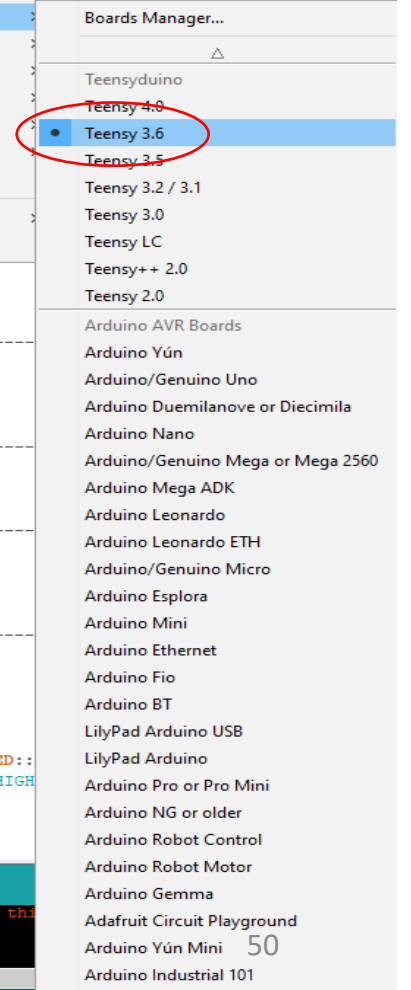 Boards Manager...
Teensyduino
Teensy 4.0
Teensy 3.6
Teensy 3.5
Teensy 3.2 / 3.1
Teensy 3.0
Teensy LC
Teensy++ 2.0
Teensy 2.0
Arduino AVR Boards
Arduino Yún
Arduino/Genuino Uno
Arduino Duemilanove or Diecimila
Arduino Nano
Arduino/Genuino Mega or Mega 2560
Arduino Mega ADK
Arduino Leonardo
Arduino Leonardo ETH
Arduino/Genuino Micro
Arduino Esplora
Arduino Mini
Arduino Ethernet
Arduino Fio
Arduino BT
LilyPad Arduino USB
ED::
LilyPad Arduino
HIGH
Arduino Pro or Pro Mini
Arduino NG or older
Arduino Robot Control
Arduino Robot Motor
Arduino Gemma
thi
Adafruit Circuit Playground
Arduino Yún Mini 50
Arduino Industrial 101